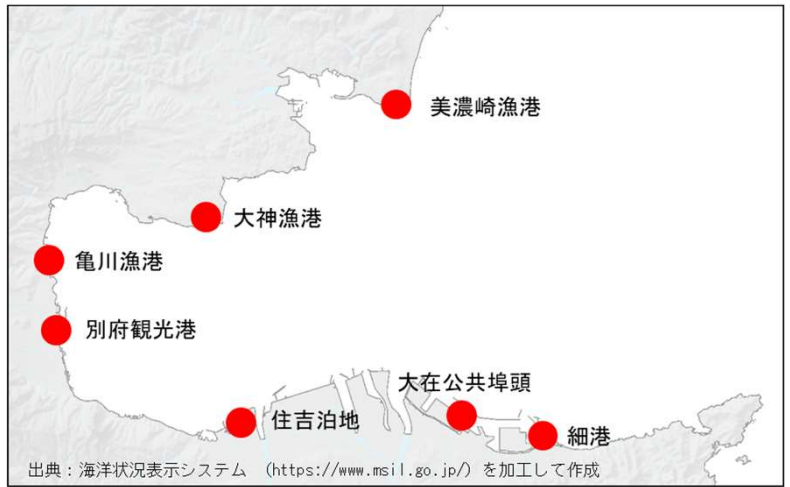 美濃崎漁港
大神漁港
亀川漁港
別府観光港
大在公共埠頭
住吉泊地
細港
出典：海洋状況表示システム （https://www.msil.go.jp/）を加工して作成